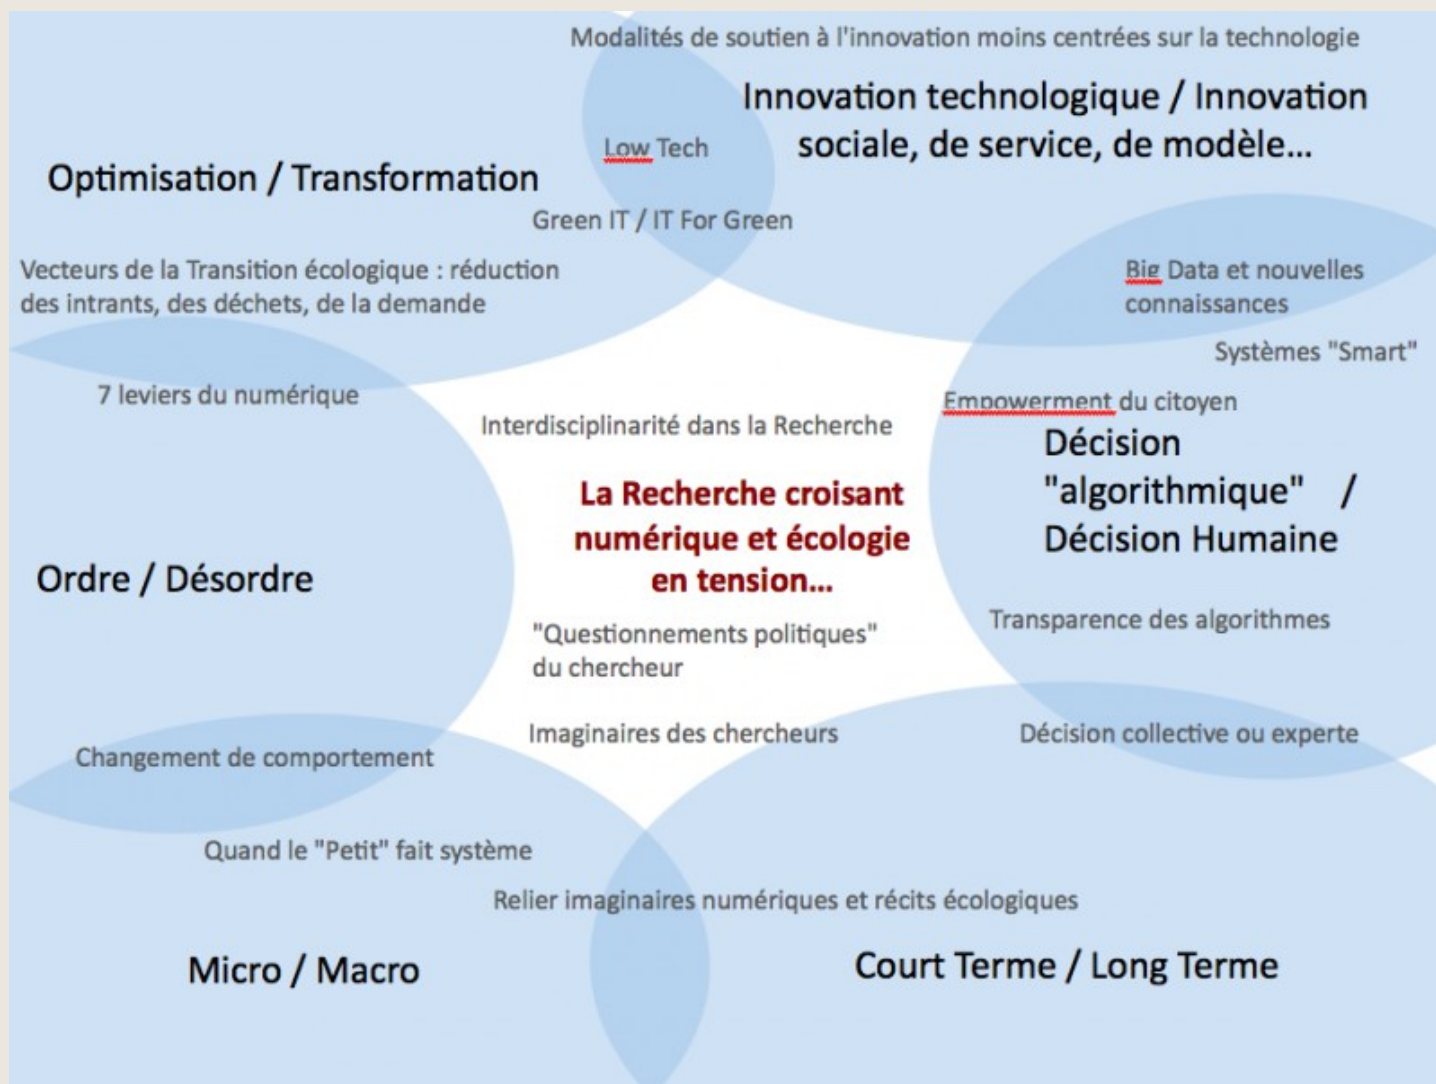 Modalités de soutien à l'innovation moins centrées sur la technologie
Innovation technologique / Innovation
sociale, de service, de modèle...
Low Tech
Optimisation / Transformation
Green IT / IT For Green
Vecteurs de la Transition écologique : réduction
des intrants, des déchets, de la demande
Big Data et nouvelles
connaissances
Systèmes "Smart"
7 leviers du numérique
Empowerment du citoyen
Interdisciplinarité dans la Recherche
Décision
"algorithmique" /
Décision Humaine
La Recherche croisant
numérique et écologie
en tension...
Ordre / Désordre
"Questionnements politiques"
du chercheur
Transparence des algorithmes
Imaginaires des chercheurs
Décision collective ou experte
Changement de comportement
Quand le "Petit" fait système
Relier imaginaires numériques et récits écologiques
Micro / Macro
Court Terme / Long Terme